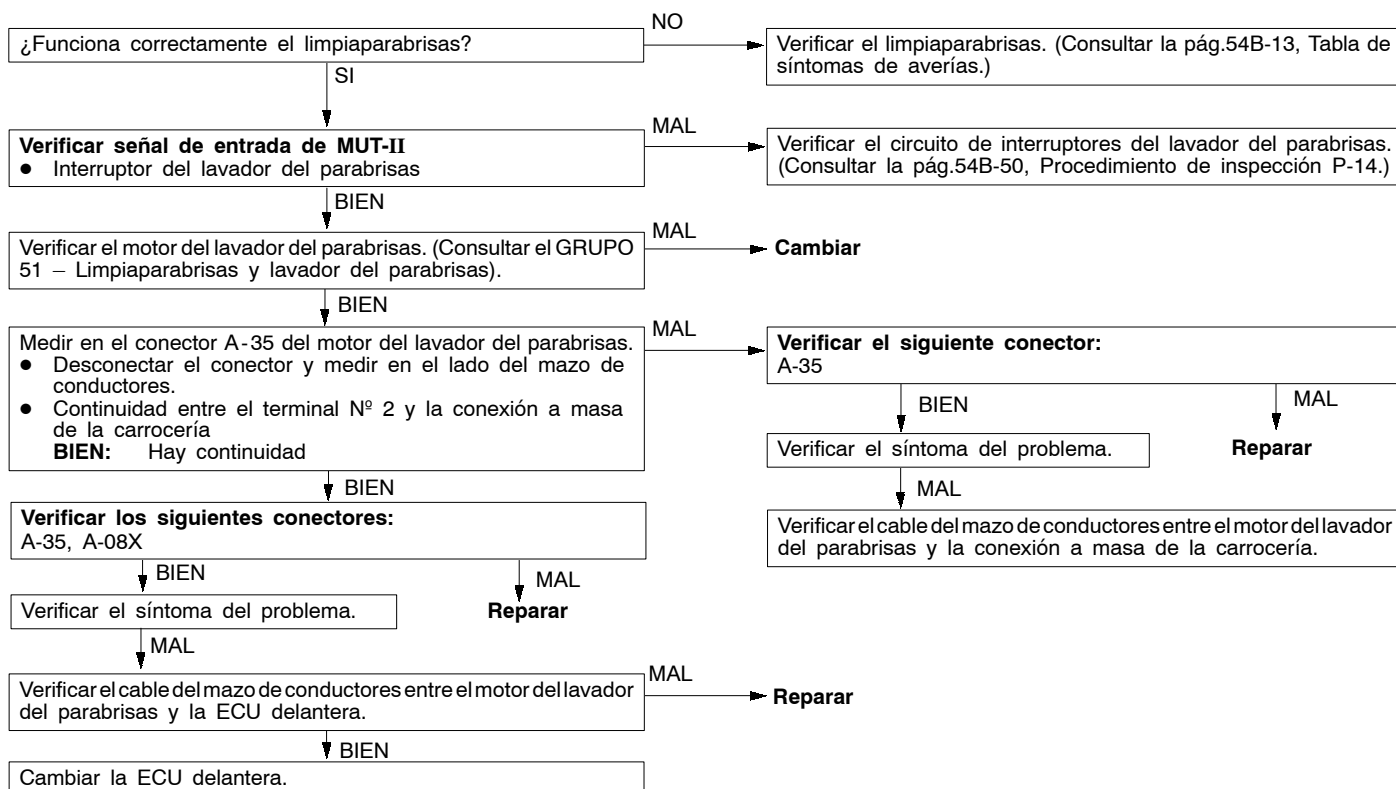 ¿Funciona correctamente el limpiaparabrisas?
NO
Verificar el limpiaparabrisas. (Consultar la pág.54B-13, Tabla de
síntomas de averías.)
SI
Verificar señal de entrada de MUT-II
● Interruptor del lavador del parabrisas
MAL
Verificar el circuito de interruptores del lavador del parabrisas.
(Consultar la pág.54B-50, Procedimiento de inspección P-14.)
BIEN
Verificar el motor del lavador del parabrisas. (Consultar el GRUPO
51 – Limpiaparabrisas y lavador del parabrisas).
MAL
Cambiar
BIEN
Medir en el conector A-35 del motor del lavador del parabrisas.
● Desconectar el conector y medir en el lado del mazo de
conductores.
● Continuidad entre el terminal Nº 2 y la conexión a masa
de la carrocería
BIEN: Hay continuidad
MAL
Verificar el siguiente conector:
A-35
BIEN
MAL
Verificar el síntoma del problema.
Reparar
MAL
Verificar el cable del mazo de conductores entre el motor del lavador
del parabrisas y la conexión a masa de la carrocería.
BIEN
Verificar los siguientes conectores:
A-35, A-08X
BIEN
MAL
Verificar el síntoma del problema.
Reparar
MAL
Verificar el cable del mazo de conductores entre el motor del lavador
del parabrisas y la ECU delantera.
MAL
Reparar
BIEN
Cambiar la ECU delantera.